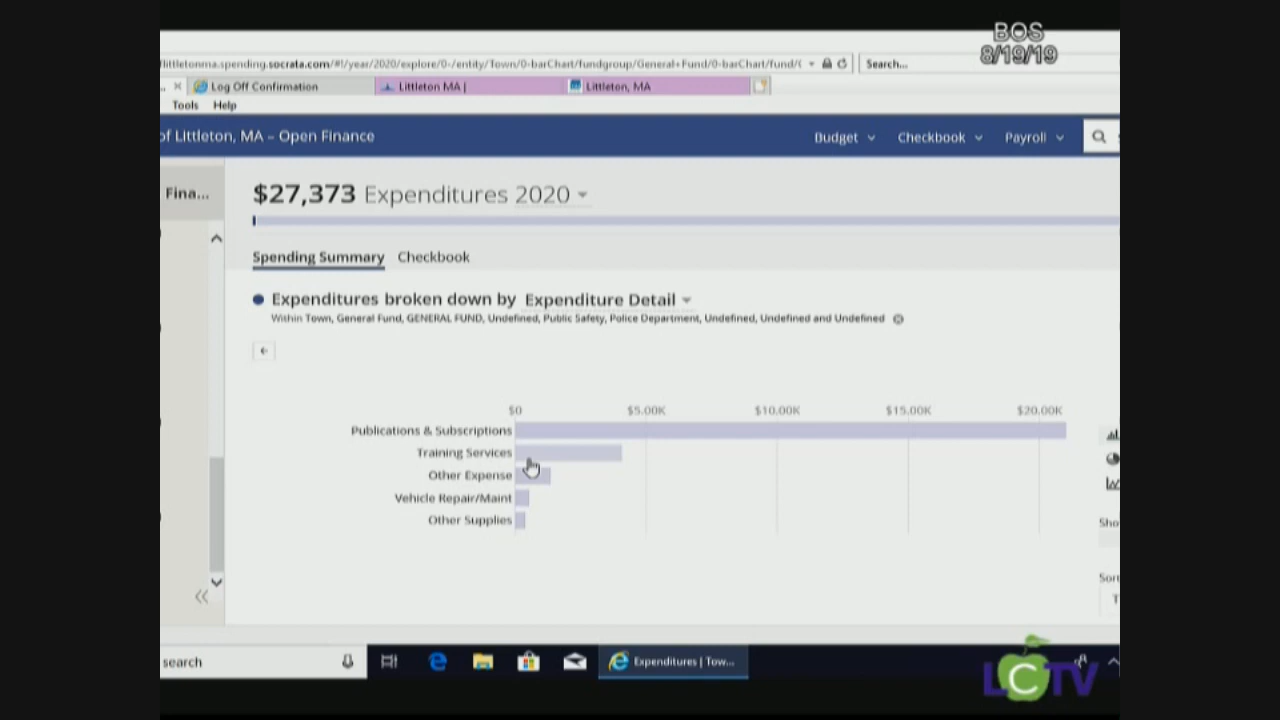 BOS
8/19/19
littletonma.spending.socrata.com/#!/year/2020/explore/0-/entity/Town/0-barChart/fundgroup/General+Fund/0-barChart/fund/(
Search...
Log Off Confirmation
Littleton MA |
Littleton, MA
Tools Help
of Littleton, MA – Open Finance
Budget
Checkbook
Payroll
Fina...
$27,373 Expenditures 2020
Spending Summary
Checkbook
Expenditures broken down by Expenditure Detail
Within Town, General Fund, GENERAL FUND, Undefined, Public Safety, Police Department, Undefined, Undefined and Undefined
$0 $5.00K $10.00K $15.00K $20.00K
Publications & Subscriptions
Training Services
Other Expense
Vehicle Repair/Maint
Other Supplies
Sho
Sort
T
search
Expenditures | Tow...
LCTV